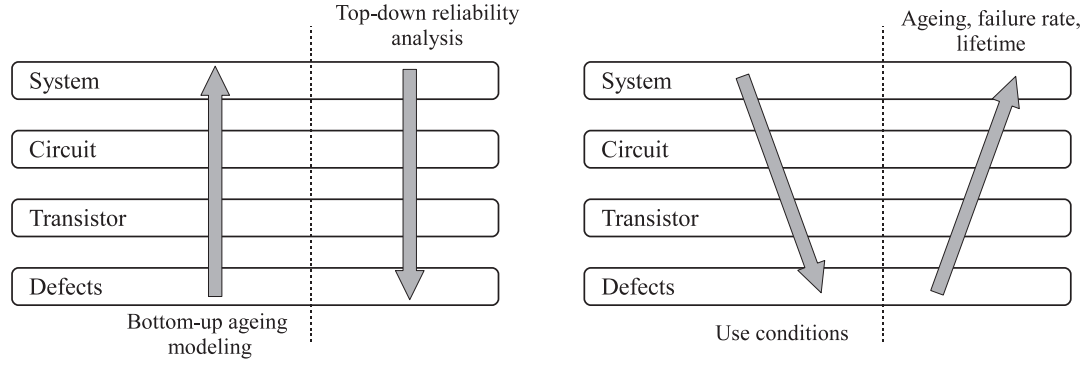 Top-down reliability
analysis
System
Circuit
Transistor
Defects
Bottom-up ageing
modeling
Ageing, failure rate,
lifetime
System
Circuit
Transistor
Defects
Use conditions